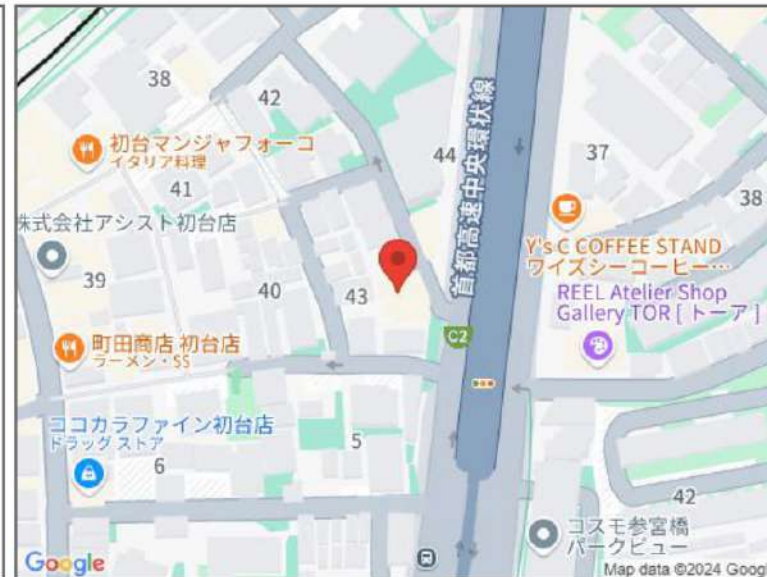 38
42
初台マンジャフォーコ
イタリア料理
41
44
首都高速中央環状線
37
38
株式会社アシスト初台店
Y's C COFFEE STAND
ワイズシーコーヒー…
39
40
43
REEL Atelier Shop
Gallery TOR [ トーア ]
C2
町田商店 初台店
ラーメン・$$
ココカラファイン初台店
ドラッグストア
5
6
42
コスモ参宮橋
パークビュー
Google
Map data ©2024 Googl